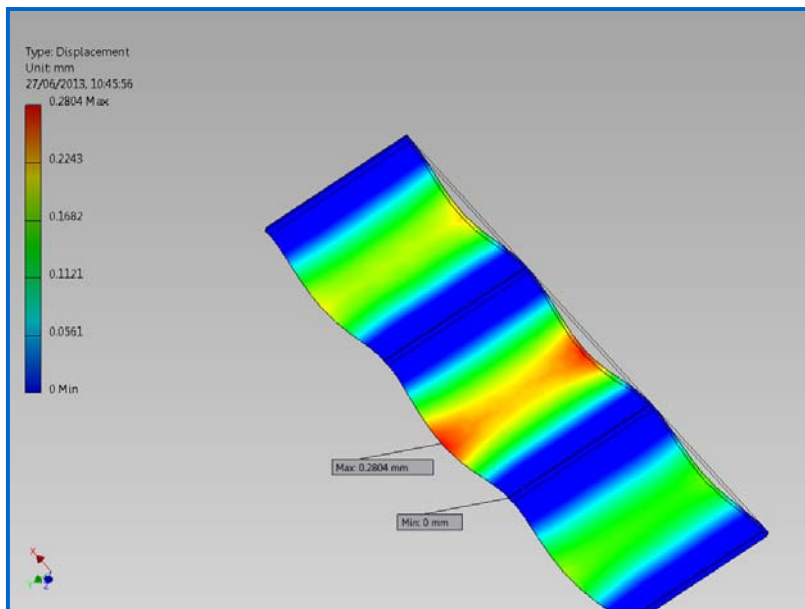 Type: Displacement
Unit: mm
27/06/2013, 10:45:56
0.2804 Max
0.2243
0.1682
0.1121
0.0561
0 Min
Max: 0.2804 mm
Min: 0 mm
X
Y
Z